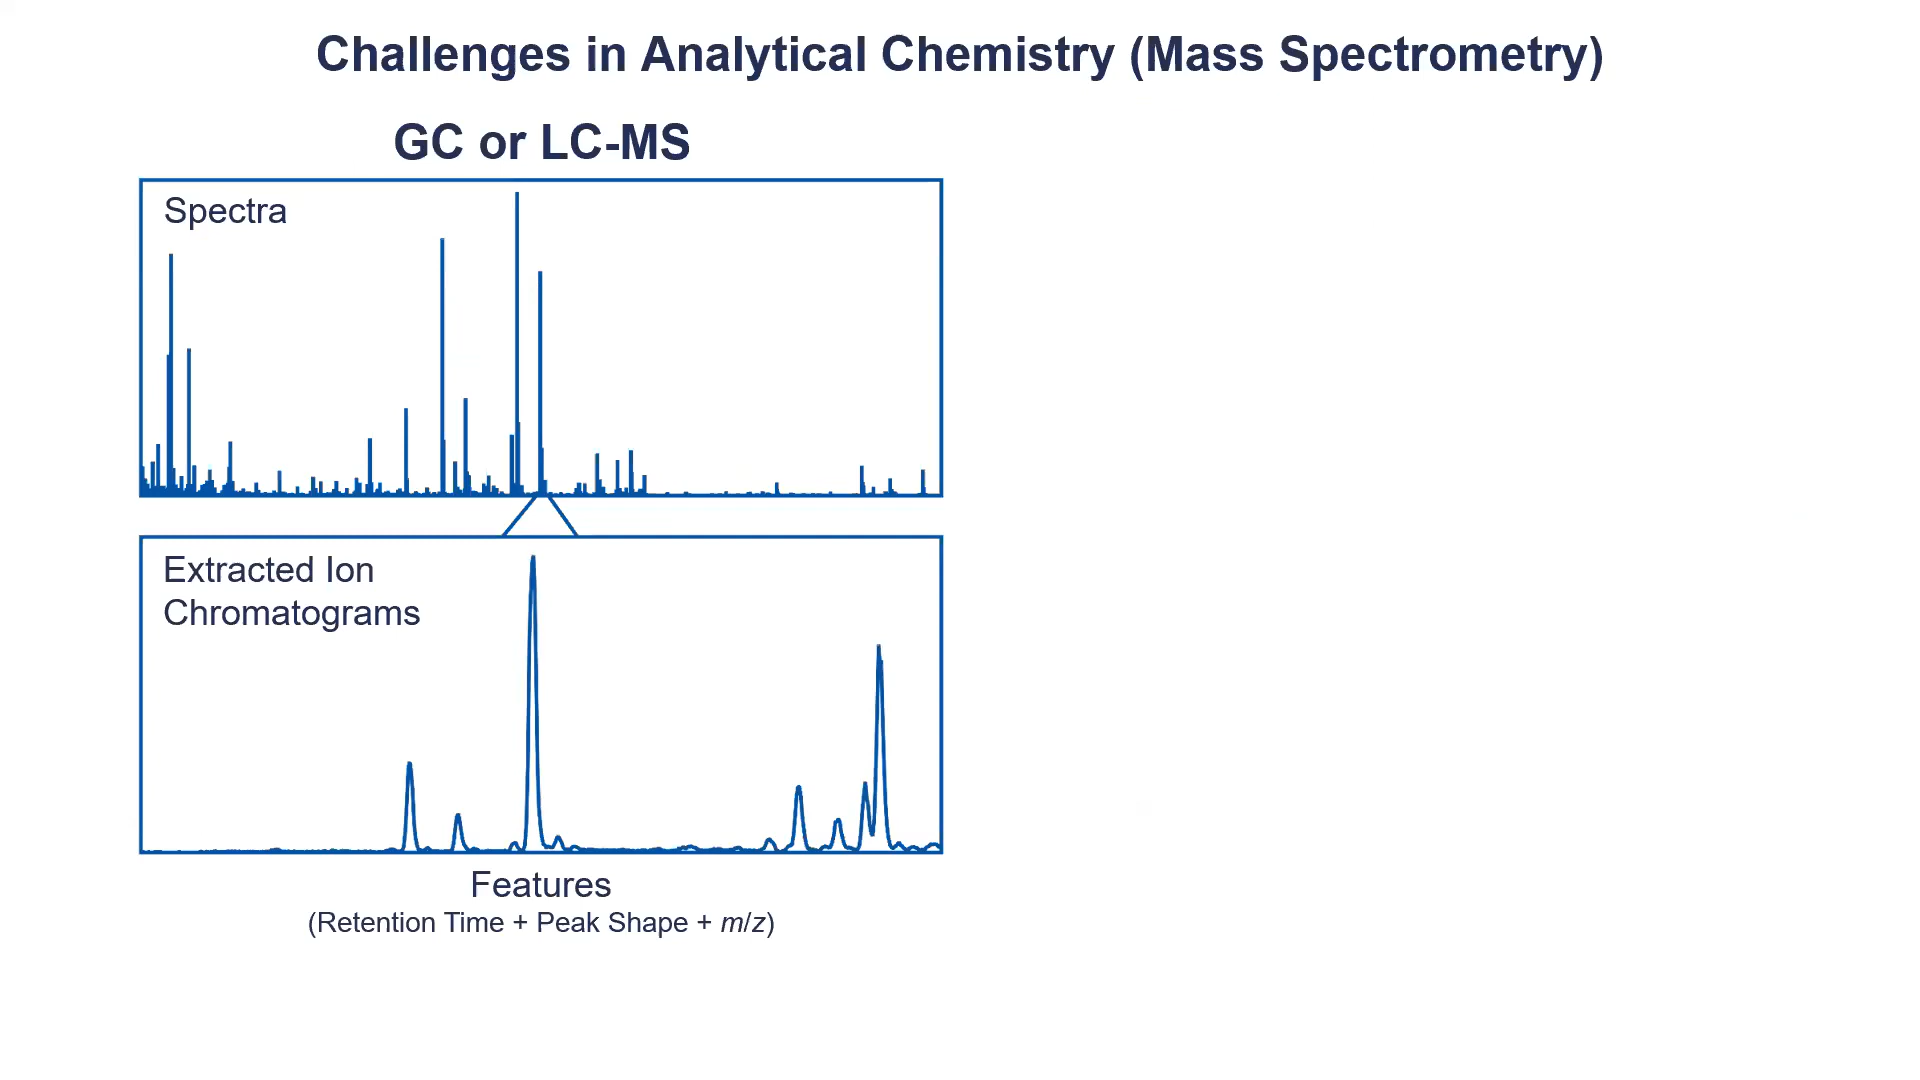 Challenges in Analytical Chemistry (Mass Spectrometry)
GC or LC-MS
Spectra
Extracted Ion
Chromatograms
Features
(Retention Time + Peak Shape + m/z)